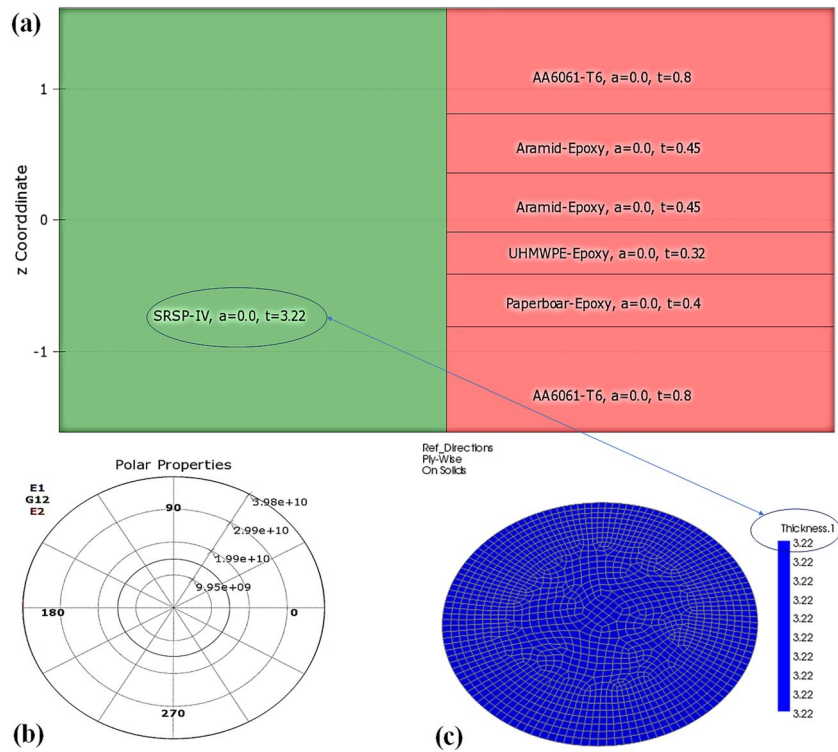 (a)
z Coorddinate
1
0
-1
SRSP-IV, a=0.0, t=3.22
AA6061-T6, a=0.0, t=0.8
Aramid-Epoxy, a=0.0, t=0.45
Aramid-Epoxy, a=0.0, t=0.45
UHMWPE-Epoxy, a=0.0, t=0.32
Paperboar-Epoxy, a=0.0, t=0.4
AA6061-T6, a=0.0, t=0.8
Polar Properties
E1
G12
E2
90
3.98e+10
2.99e+10
1.99e+10
9.95e+09
180
0
270
(b)
Ref_Directions
Ply-Wise
On Solids
Thickness.1
3.22
3.22
3.22
3.22
3.22
3.22
3.22
3.22
3.22
3.22
(c)